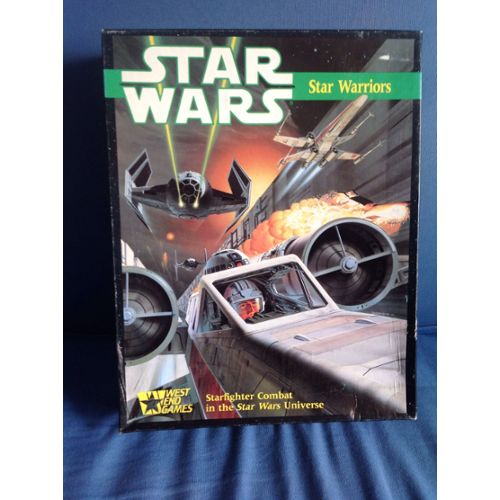 STAR
WARS
Star Warriors
WEST
END
GAMES
Starfighter Combat
in the Star Wars Universe